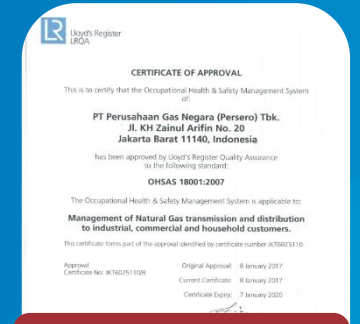 Lloyd's Register
LRQA
CERTIFICATE OF APPROVAL
This is to certify that the Occupational Health & Safety Management System
of:
PT Perusahaan Gas Negara (Persero) Tbk.
Jl. KH Zainul Arifin No. 20
Jakarta Barat 11140, Indonesia
has been approved by Lloyd's Register Quality Assurance
to the following standard:
OHSAS 18001:2007
The Occupational Health & Safety Management System is applicable to:
Management of Natural Gas transmission and distribution
to industrial, commercial and household customers.
This certificate forms part of the approval identified by certificate number JKT6025110
Approval
Certificate No: JKT6025110/B
Original Approval: 8 January 2017
Current Certificate: 8 January 2017
Certificate Expiry: 7 January 2020